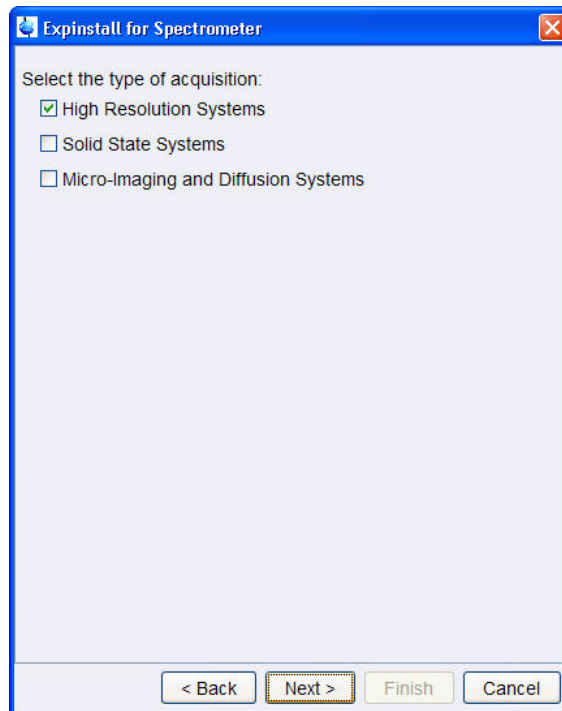 Expinstall for Spectrometer
Select the type of acquisition:
High Resolution Systems
Solid State Systems
Micro-Imaging and Diffusion Systems
< Back Next > Finish Cancel